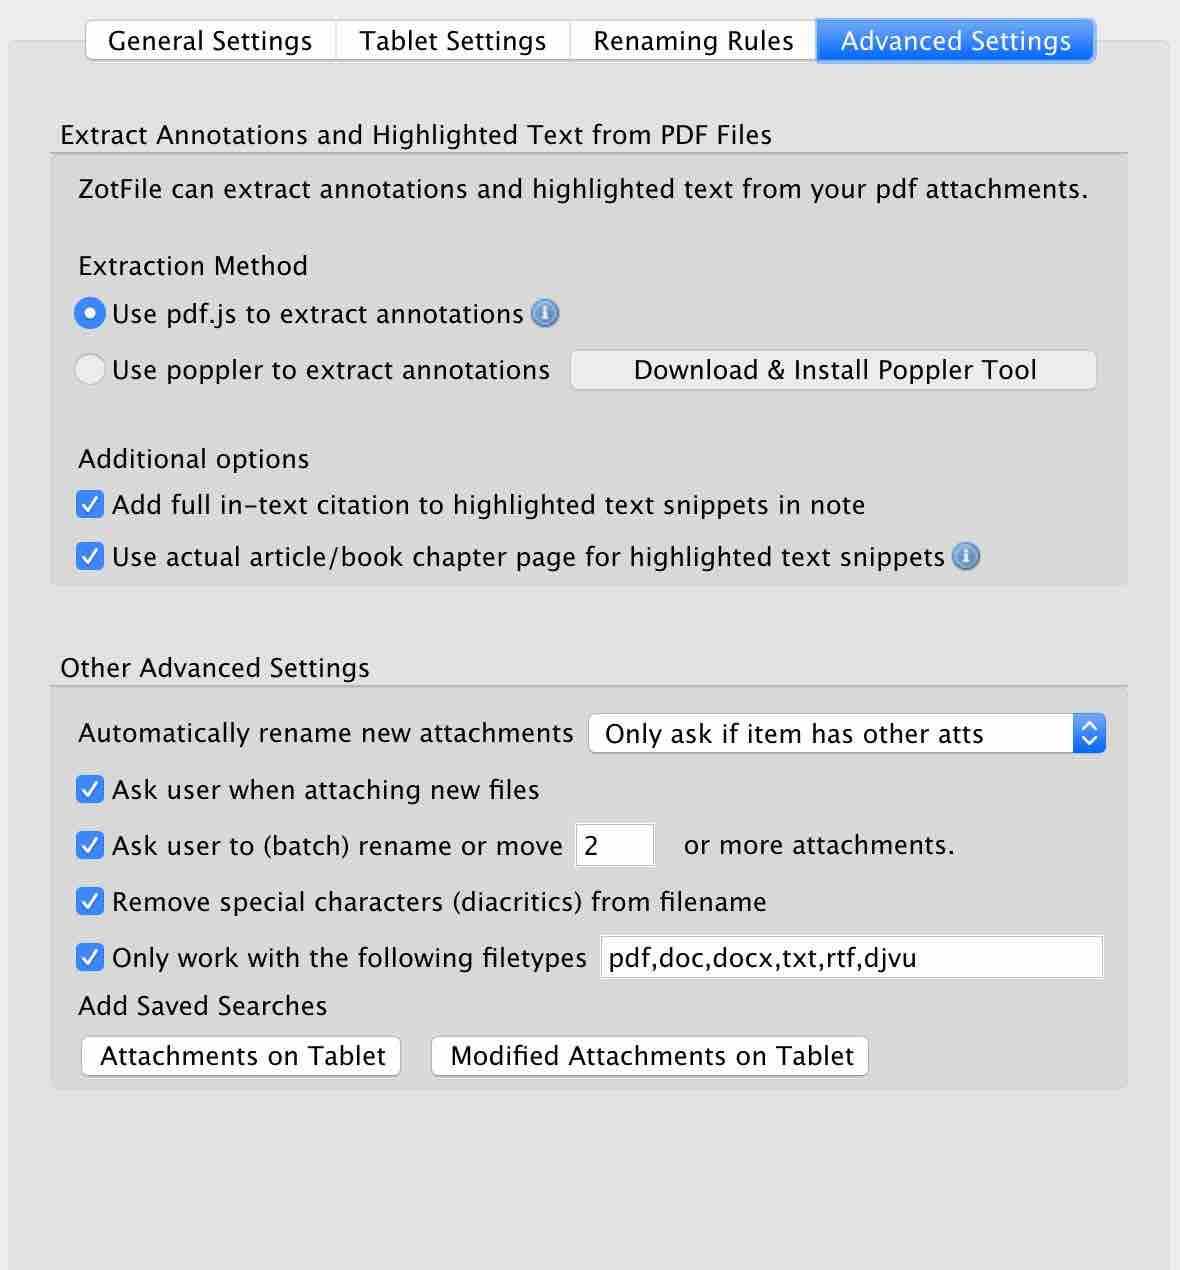 General Settings Tablet Settings Renaming Rules Advanced Settings
Extract Annotations and Highlighted Text from PDF Files
ZotFile can extract annotations and highlighted text from your pdf attachments.
Extraction Method
Use pdf.js to extract annotations
Use poppler to extract annotations Download & Install Poppler Tool
Additional options
Add full in-text citation to highlighted text snippets in note
Use actual article/book chapter page for highlighted text snippets
Other Advanced Settings
Automatically rename new attachments Only ask if item has other atts
Ask user when attaching new files
Ask user to (batch) rename or move 2 or more attachments.
Remove special characters (diacritics) from filename
Only work with the following filetypes pdf,doc,docx,txt,rtf,djvu
Add Saved Searches
Attachments on Tablet Modified Attachments on Tablet